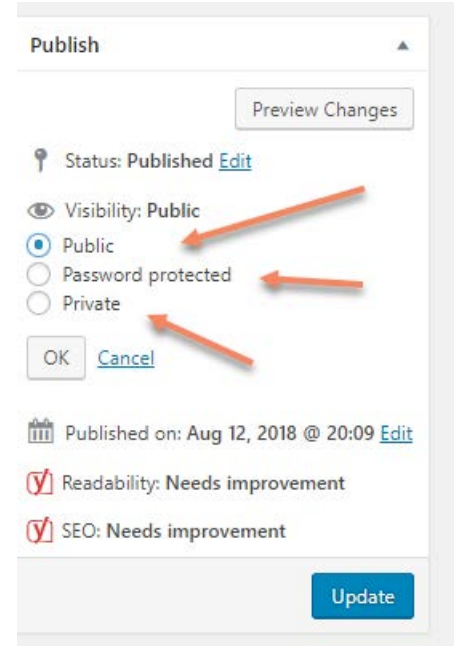 Publish
Preview Changes
Status: Published Edit
Visibility: Public
Public
Password protected
Private
OK Cancel
Published on: Aug 12, 2018 @ 20:09 Edit
Readability: Needs improvement
SEO: Needs improvement
Update